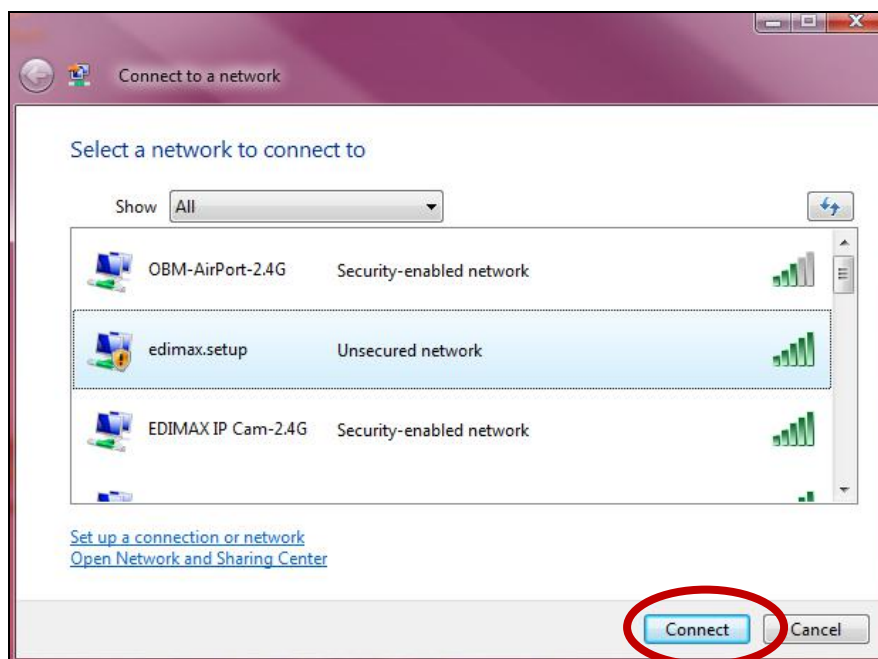 Connect to a network
Select a network to connect to
Show All
OBM-AirPort-2.4G Security-enabled network
edimax.setup Unsecured network
EDIMAX IP Cam-2.4G Security-enabled network
Set up a connection or network
Open Network and Sharing Center
Connect Cancel